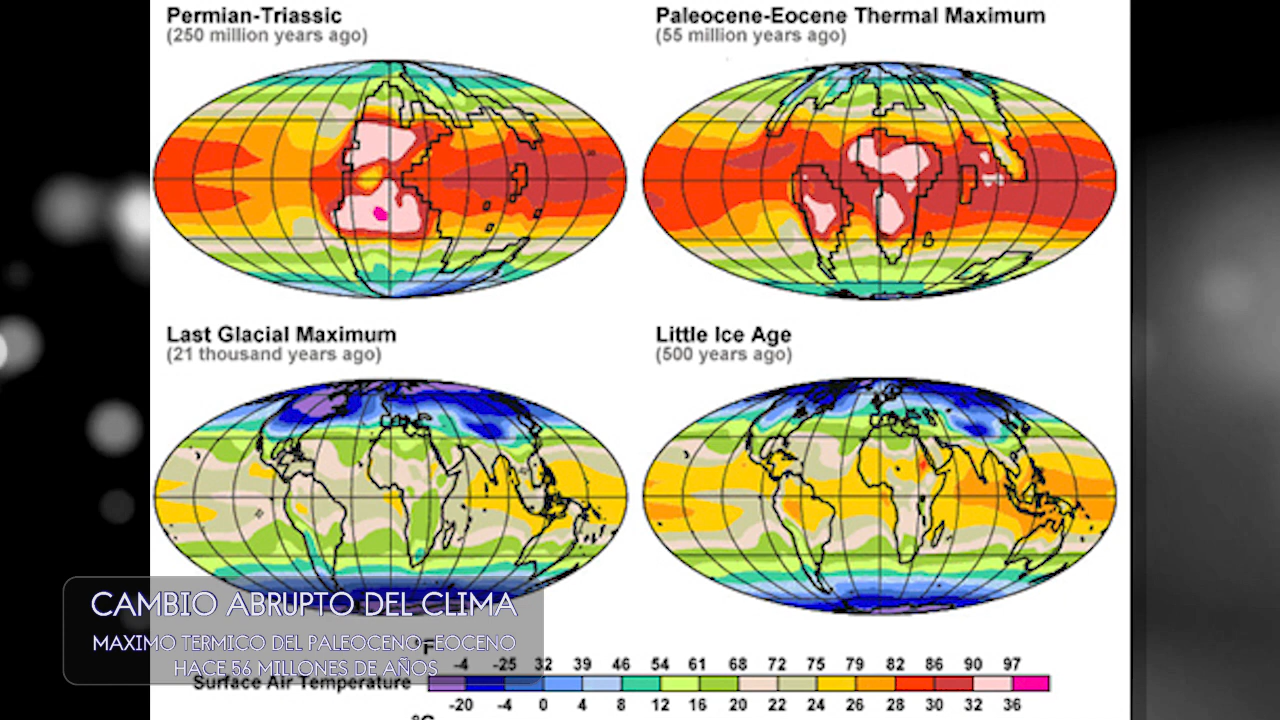 Permian-Triassic
(250 million years ago)
Paleocene-Eocene Thermal Maximum
(55 million years ago)
Last Glacial Maximum
(21 thousand years ago)
Little Ice Age
(500 years ago)
CAMBIO ABRUPTO DEL CLIMA
MAXIMO TERMICO DEL PALEOCENO-EOCENO
HACE 56 MILLONES DE AÑOS
°F
-4 -25 32 39 46 54 61 68 72 75 79 82 86 90 97
Surface Air Temperature
-20 -4 0 4 8 12 16 20 22 24 26 28 30 32 36
°C